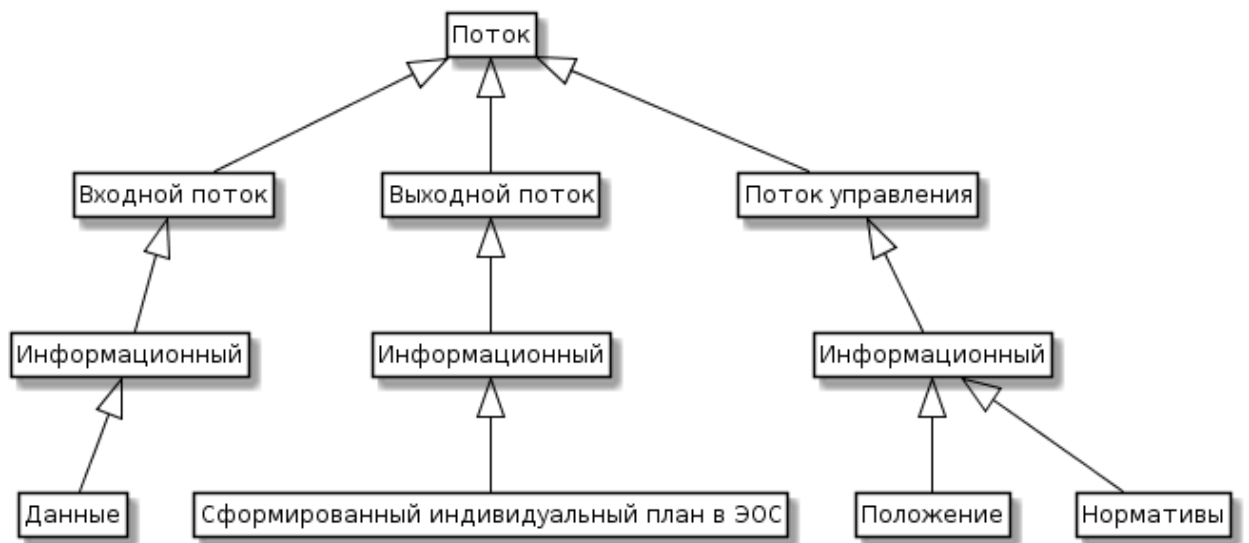 Поток
Входной поток
Выходной поток
Поток управления
Информационный
Информационный
Информационный
Данные
Сформированный индивидуальный план в ЭОС
Положение
Нормативы